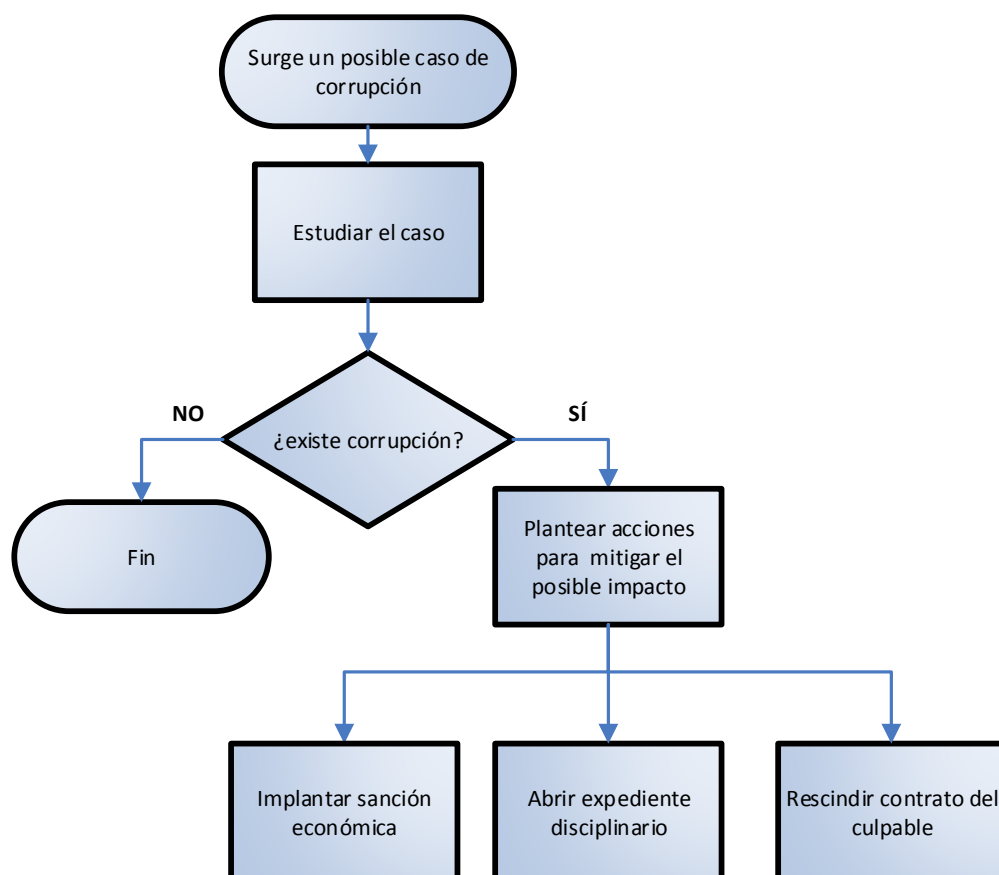 Surge un posible caso de
corrupción
Estudiar el caso
¿existe corrupción?
NO
SÍ
Fin
Plantear acciones
para mitigar el
posible impacto
Implantar sanción
económica
Abrir expediente
disciplinario
Rescindir contrato del
culpable